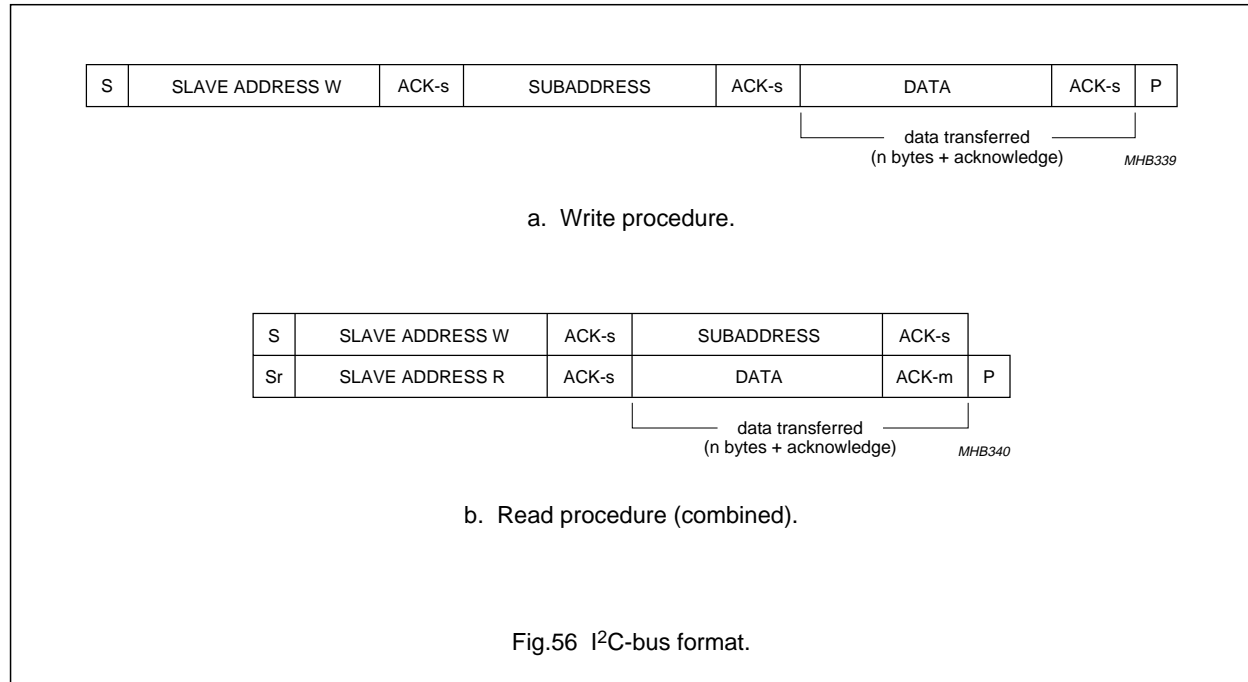 S SLAVE ADDRESS W ACK-s SUBADDRESS ACK-s DATA ACK-s P
data transferred
(n bytes + acknowledge)
MHB339
a. Write procedure.
S SLAVE ADDRESS W ACK-s SUBADDRESS ACK-s
Sr SLAVE ADDRESS R ACK-s DATA ACK-m P
data transferred
(n bytes + acknowledge)
MHB340
b. Read procedure (combined).
Fig.56 I²C-bus format.